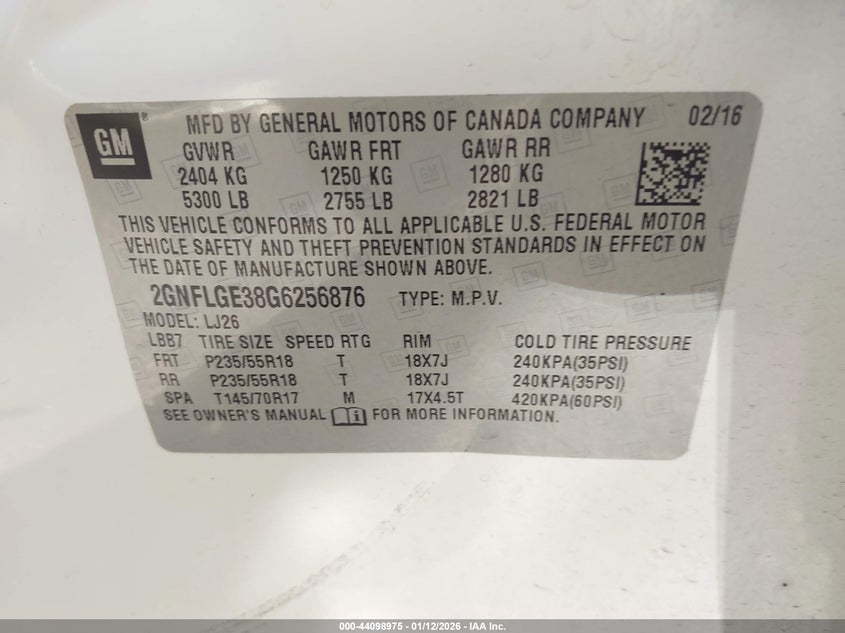 GM ® MFD BY GENERAL MOTORS OF CANADA COMPANY 02/16
GVWR GAWR FRT GAWR RR
2404 KG 1250 KG 1280 KG
5300 LB 2755 LB 2821 LB
THIS VEHICLE CONFORMS TO ALL APPLICABLE U.S. FEDERAL MOTOR
VEHICLE SAFETY AND THEFT PREVENTION STANDARDS IN EFFECT ON
THE DATE OF MANUFACTURE SHOWN ABOVE.
2GNFLGE38G6256876 TYPE: M.P.V.
MODEL: LJ26
LBB7 TIRE SIZE SPEED RTG RIM COLD TIRE PRESSURE
FRT P235/55R18 T 18X7J 240KPA(35PSI)
RR P235/55R18 T 18X7J 240KPA(35PSI)
SPA T145/70R17 M 17X4.5T 420KPA(60PSI)
SEE OWNER'S MANUAL i FOR MORE INFORMATION.
000-44098975 - 01/12/2026 - IAA Inc.